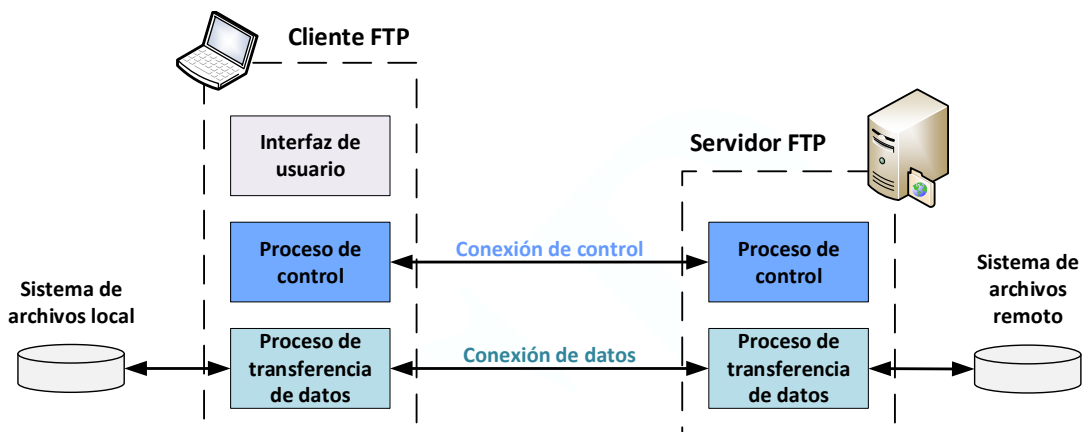 Cliente FTP
Interfaz de
usuario
Servidor FTP
Proceso de
control
Conexión de control
Proceso de
control
Sistema de
archivos local
Sistema de
archivos
remoto
Proceso de
transferencia
de datos
Conexión de datos
Proceso de
transferencia
de datos